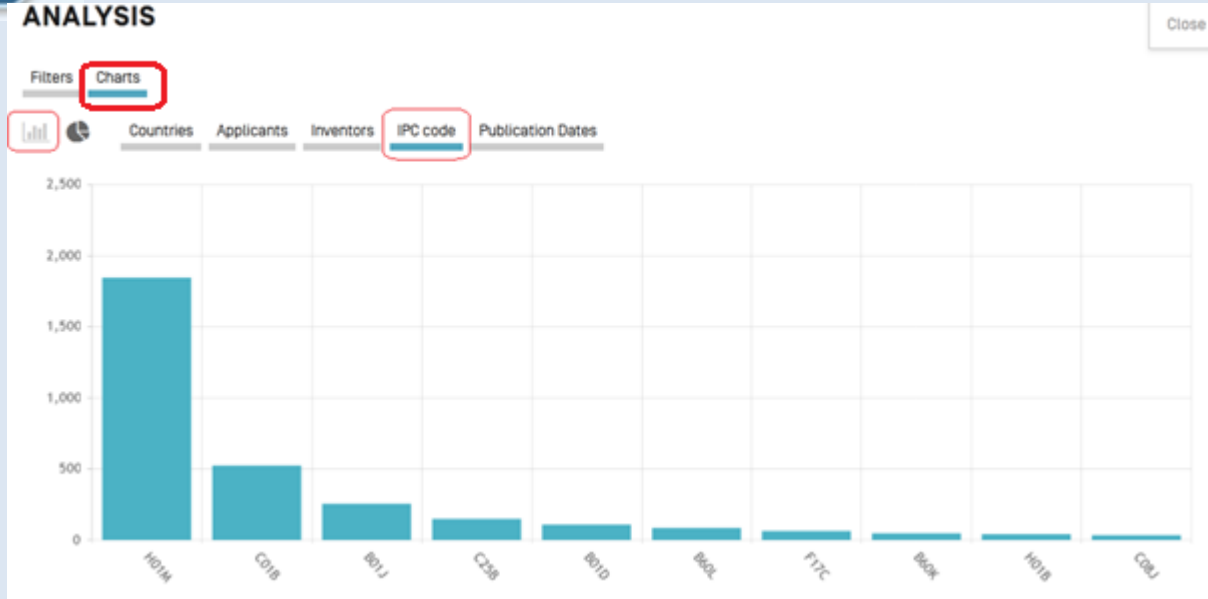 ANALYSIS
Close
Filters Charts
Countries Applicants Inventors IPC code Publication Dates
2,500
2,000
1,500
1,000
500
0
H01M C01B B01J C25B B01D B60L F17C B60K H01B C08J